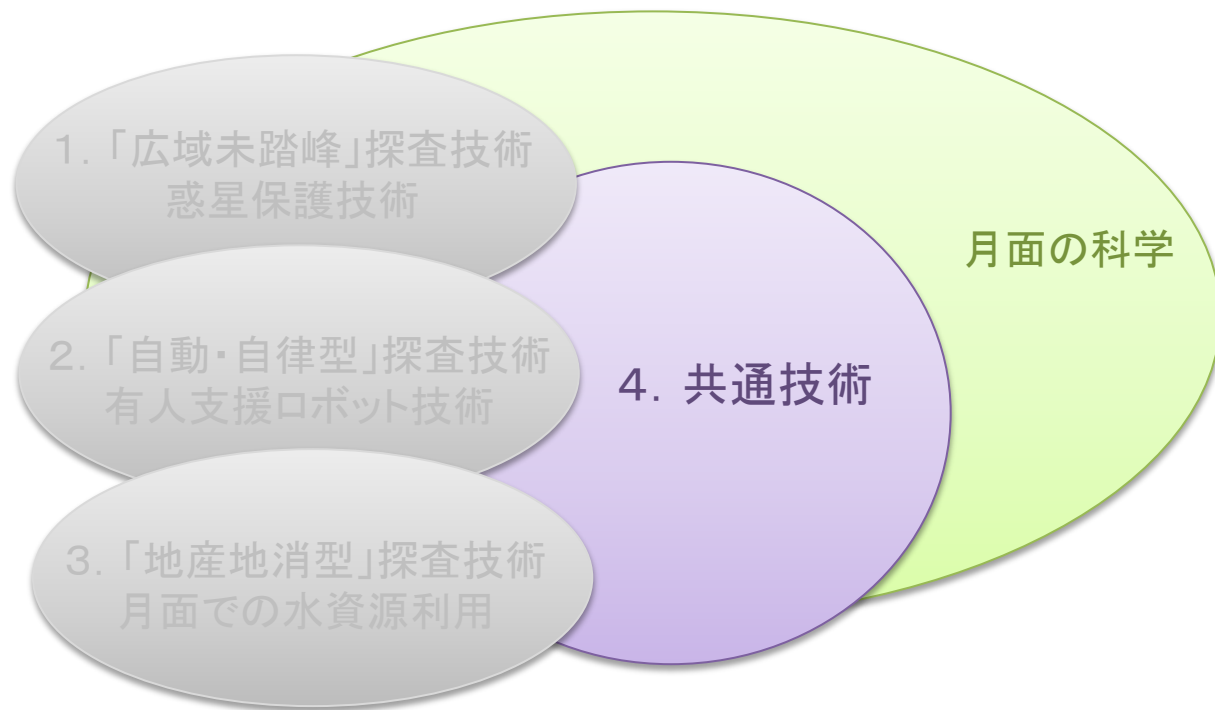 1. 「広域未踏峰」探査技術
惑星保護技術
2. 「自動・自律型」探査技術
有人支援ロボット技術
3. 「地産地消型」探査技術
月面での水資源利用
4. 共通技術
月面の科学